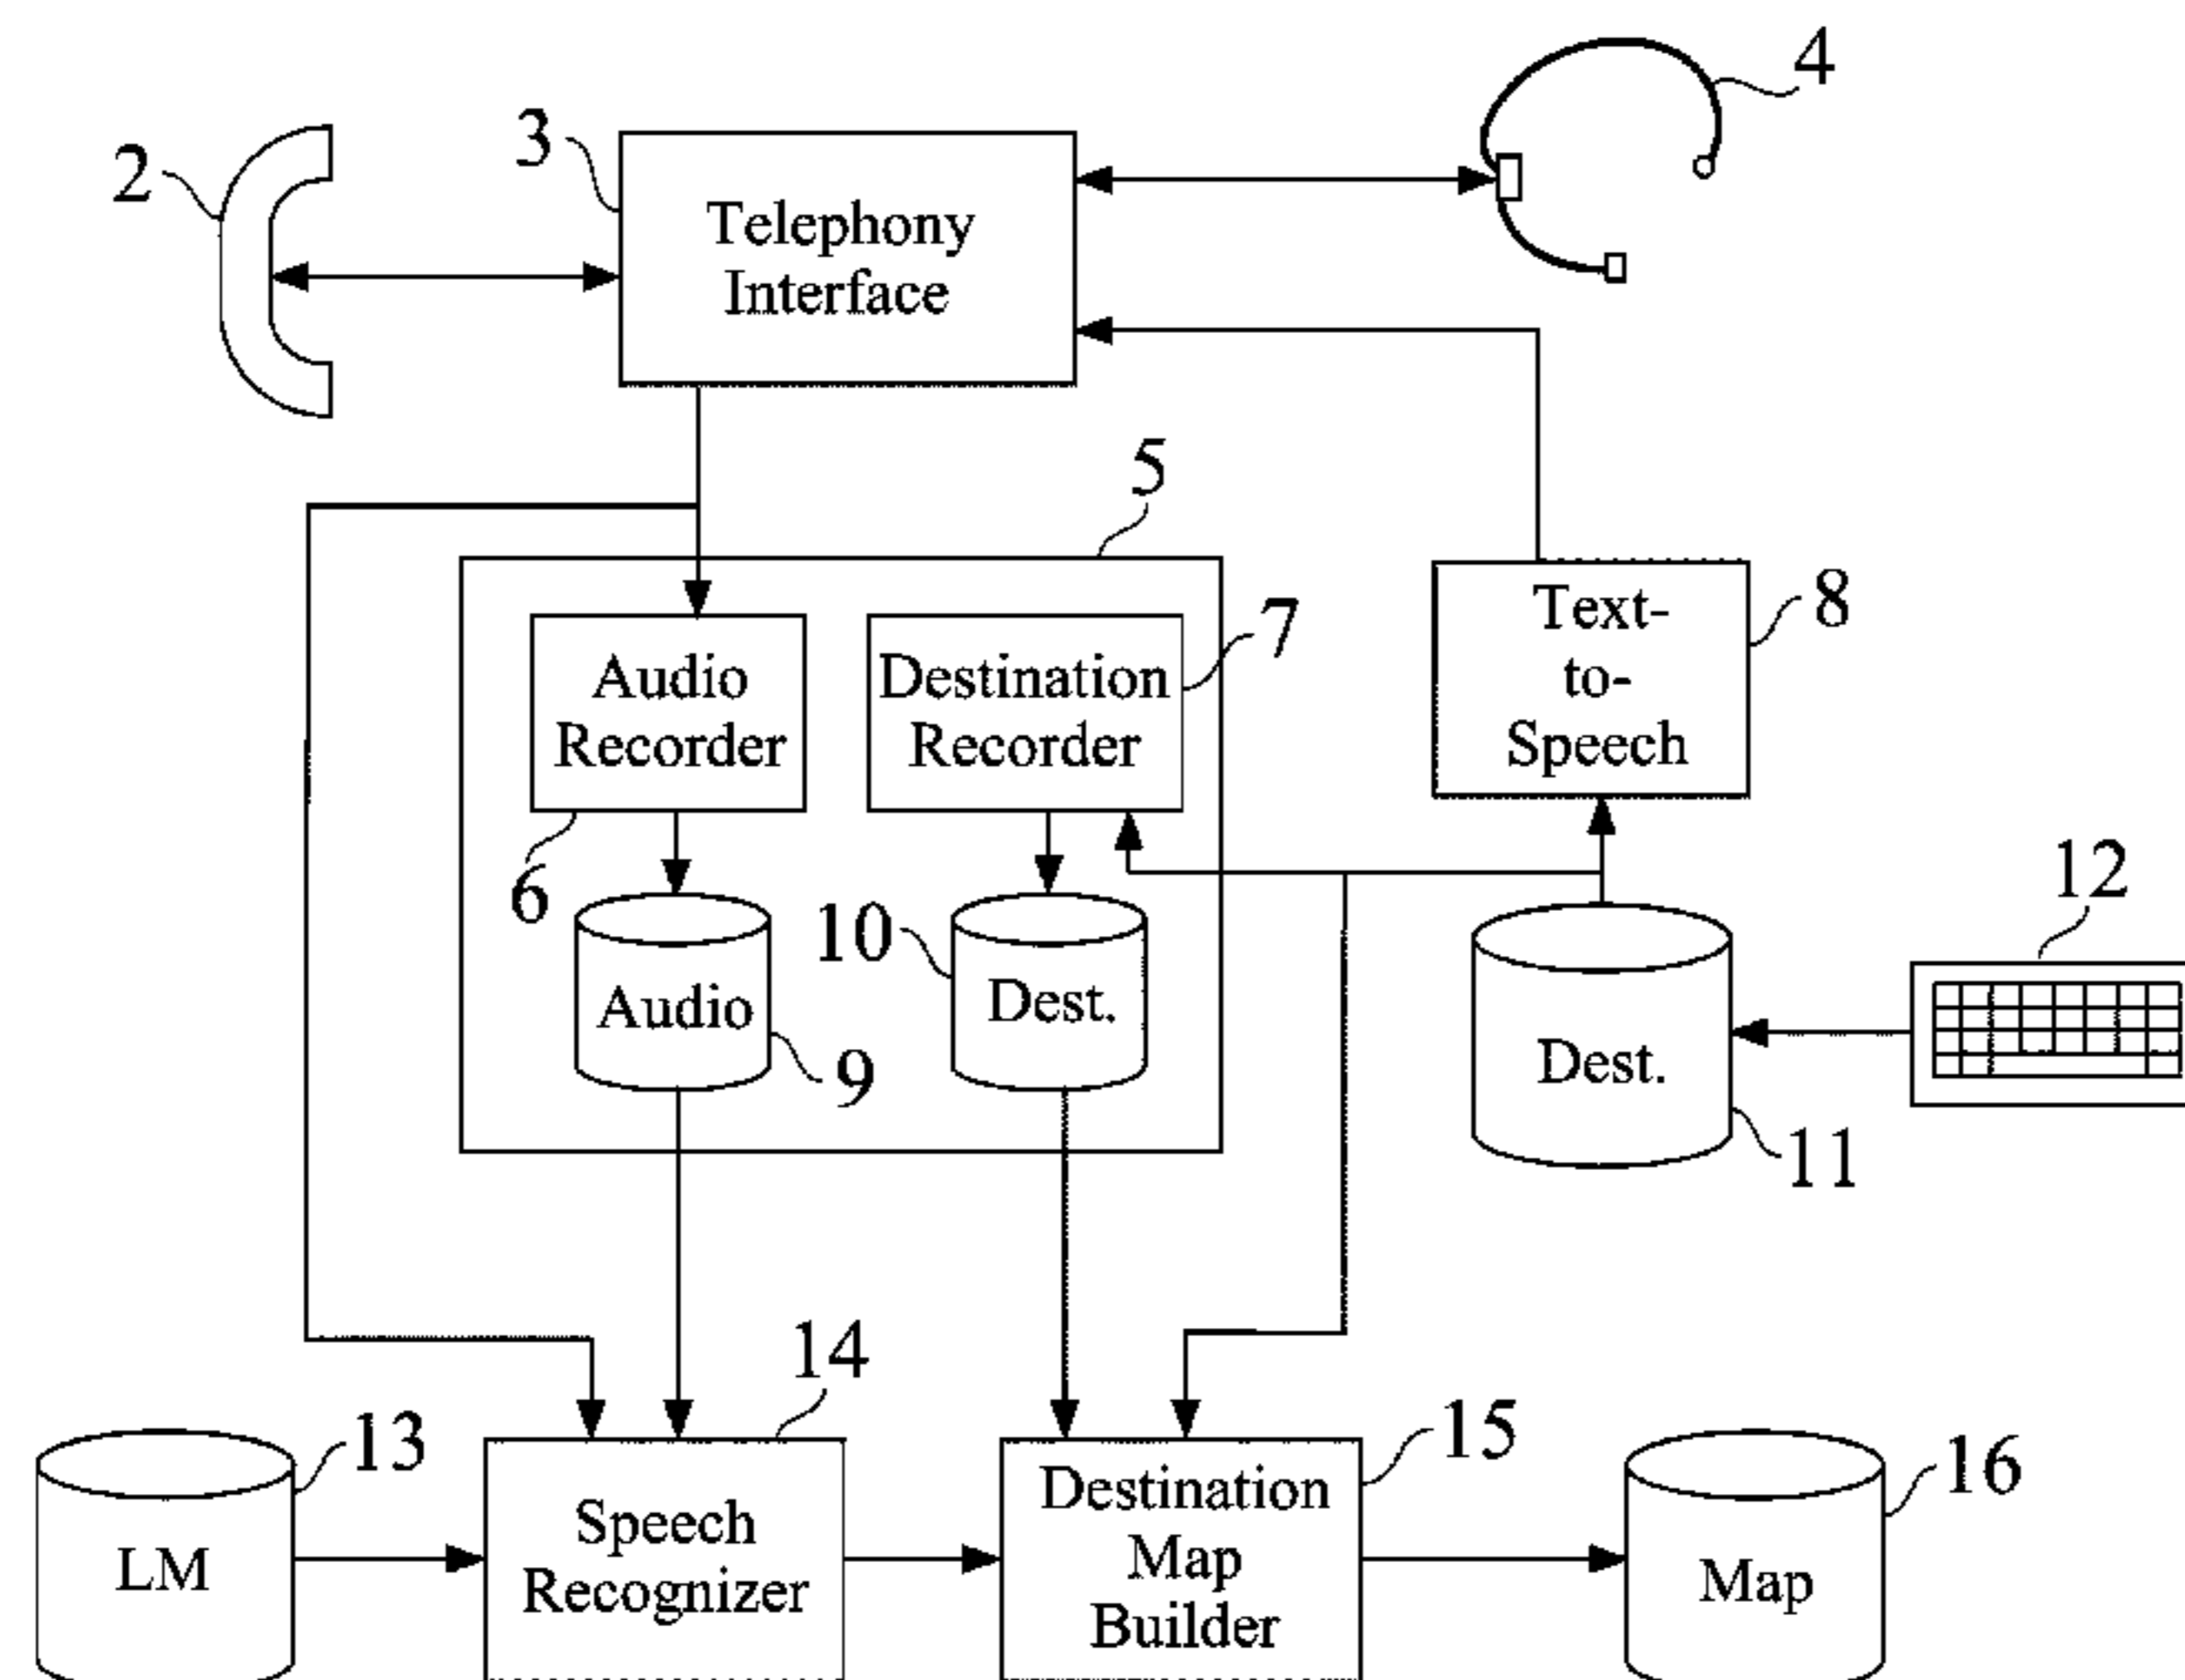 4
3
2
Telephony
Interface
5
7
8
Text-
to-
Speech
Audio
Recorder
Destination
Recorder
6
12
10
Audio
Dest.
Dest.
9
11
14
13
15
16
LM
Speech
Recognizer
Destination
Map
Builder
Map